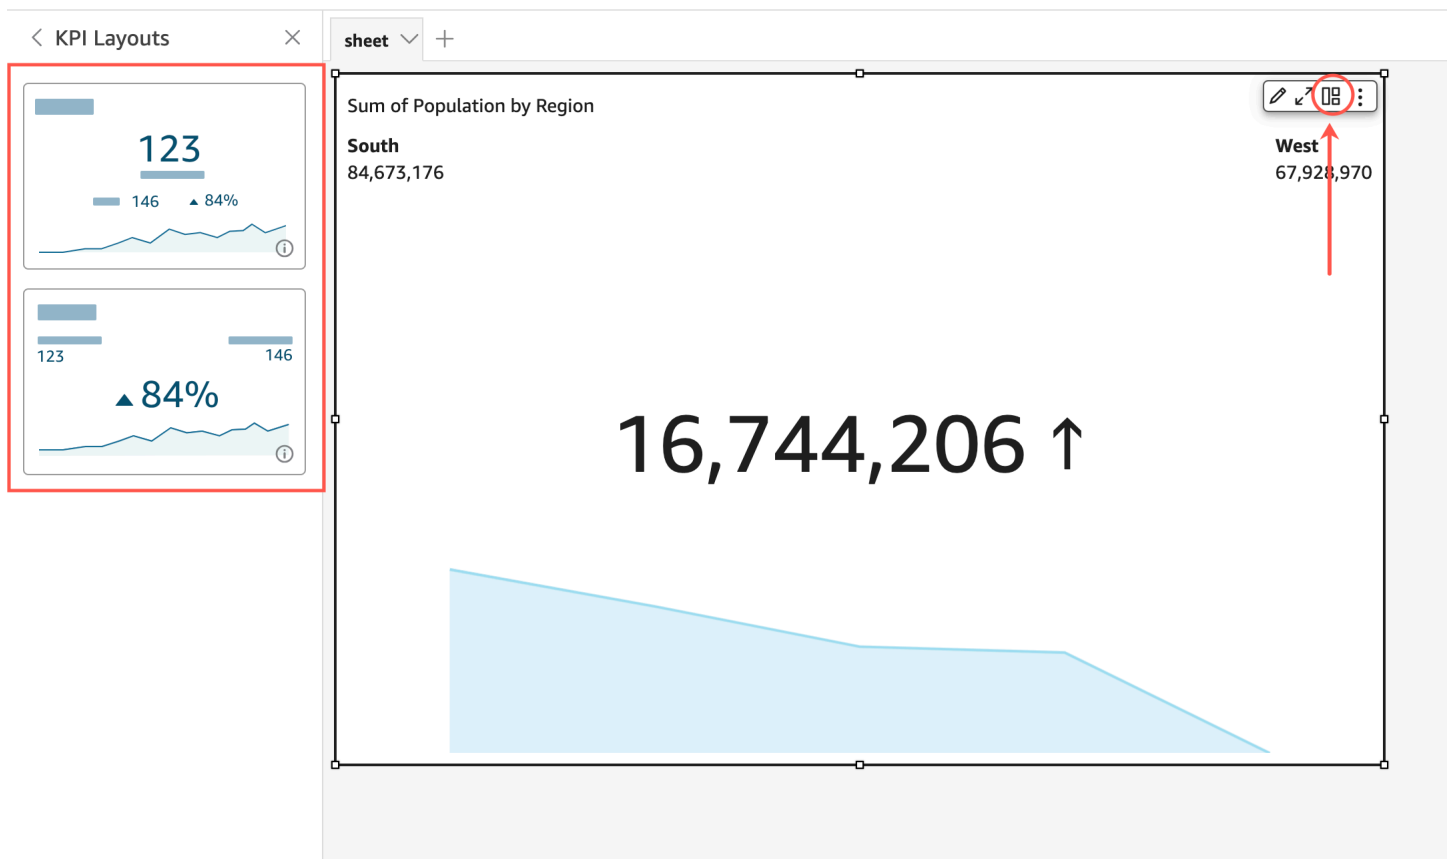 KPI Layouts
123
146 ▲ 84%
123 146
▲ 84%
sheet
Sum of Population by Region
South West
84,673,176 67,928,970
16,744,206 ↑